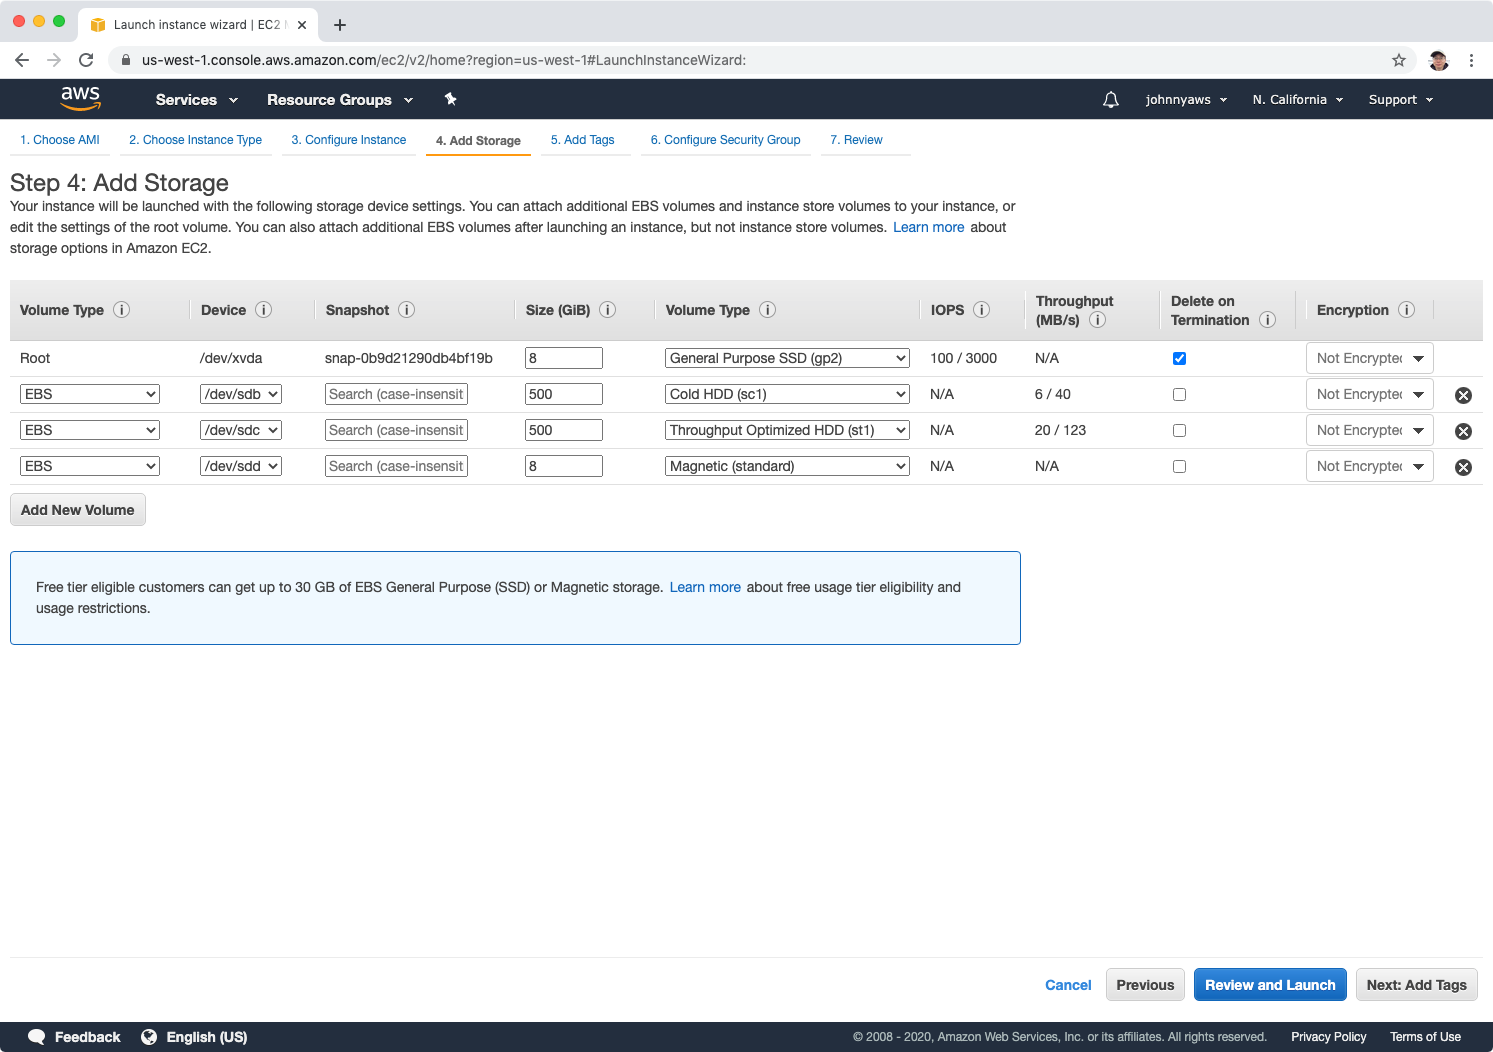 Launch instance wizard | EC2 M
us-west-1.console.aws.amazon.com/ec2/v2/home?region=us-west-1#LaunchInstanceWizard:
aws Services Resource Groups johnnyaws N. California Support
1. Choose AMI 2. Choose Instance Type 3. Configure Instance 4. Add Storage 5. Add Tags 6. Configure Security Group 7. Review
Step 4: Add Storage
Your instance will be launched with the following storage device settings. You can attach additional EBS volumes and instance store volumes to your instance, or
edit the settings of the root volume. You can also attach additional EBS volumes after launching an instance, but not instance store volumes. Learn more about
storage options in Amazon EC2.
Volume Type i Device i Snapshot i Size (GiB) i Volume Type i IOPS i Throughput (MB/s) i Delete on Termination i Encryption i
Root /dev/xvda snap-0b9d21290db4bf19b 8 General Purpose SSD (gp2) 100 / 3000 N/A Not Encrypted
EBS /dev/sdb Search (case-insensit 500 Cold HDD (sc1) N/A 6 / 40 Not Encrypted
EBS /dev/sdc Search (case-insensit 500 Throughput Optimized HDD (st1) N/A 20 / 123 Not Encrypted
EBS /dev/sdd Search (case-insensit 8 Magnetic (standard) N/A N/A Not Encrypted
Add New Volume
Free tier eligible customers can get up to 30 GB of EBS General Purpose (SSD) or Magnetic storage. Learn more about free usage tier eligibility and
usage restrictions.
Cancel Previous Review and Launch Next: Add Tags
Feedback English (US) © 2008 - 2020, Amazon Web Services, Inc. or its affiliates. All rights reserved. Privacy Policy Terms of Use